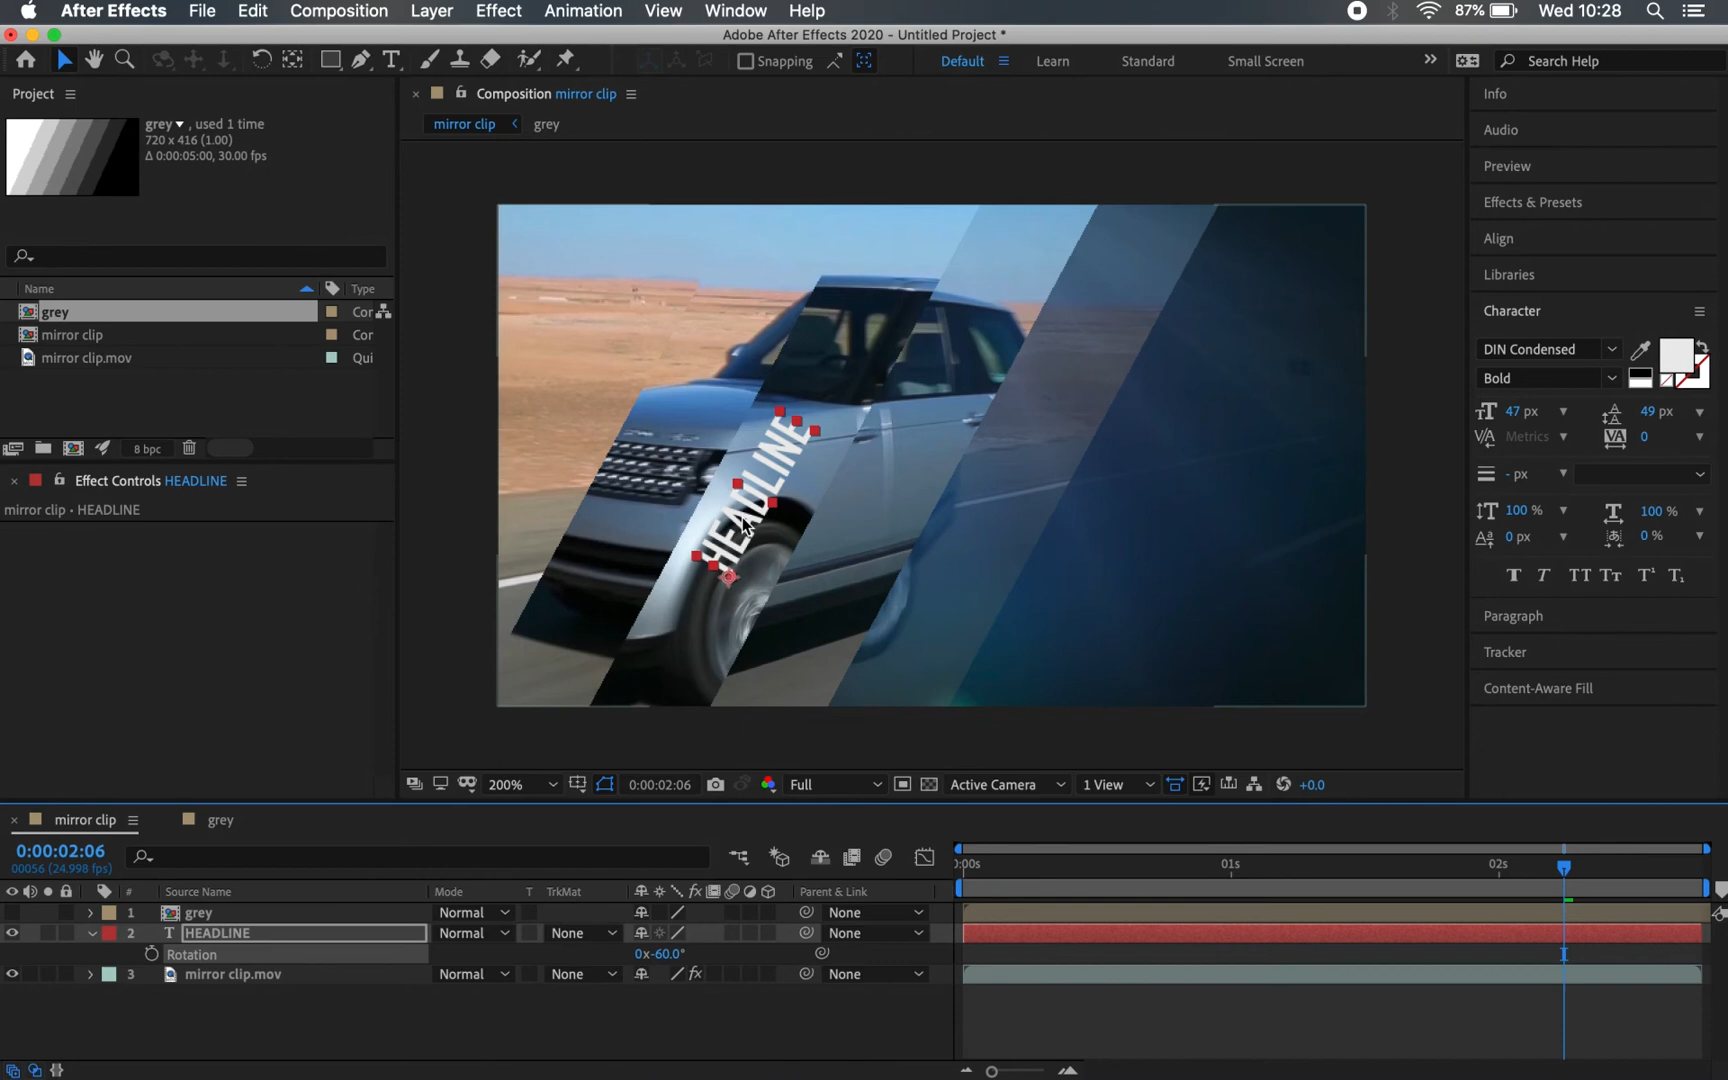 After Effects File Edit Composition Layer Effect Animation View Window Help 87% Wed 10:28
Adobe After Effects 2020 - Untitled Project *
Snapping Default Learn Standard Small Screen Search Help
Project
grey , used 1 time
720 x 416 (1.00)
Δ 0:00:05:00, 30.00 fps
Name Type
grey Cor
mirror clip Cor
mirror clip.mov Qui
8 bpc
Effect Controls HEADLINE
mirror clip • HEADLINE
Composition mirror clip
mirror clip grey
HEADLINE
200% 0:00:02:06 Full Active Camera 1 View +0.0
Info
Audio
Preview
Effects & Presets
Align
Libraries
Character
DIN Condensed
Bold
47 px 49 px
Metrics 0
- px
100 % 100 %
0 px 0 %
Paragraph
Tracker
Content-Aware Fill
mirror clip grey
0:00:02:06
00056 (24.998 fps)
# Source Name Mode T TrkMat Parent & Link
1 grey Normal None
2 T HEADLINE Normal None None
Rotation 0x-60.0°
3 mirror clip.mov Normal None None
0:00s 01s 02s